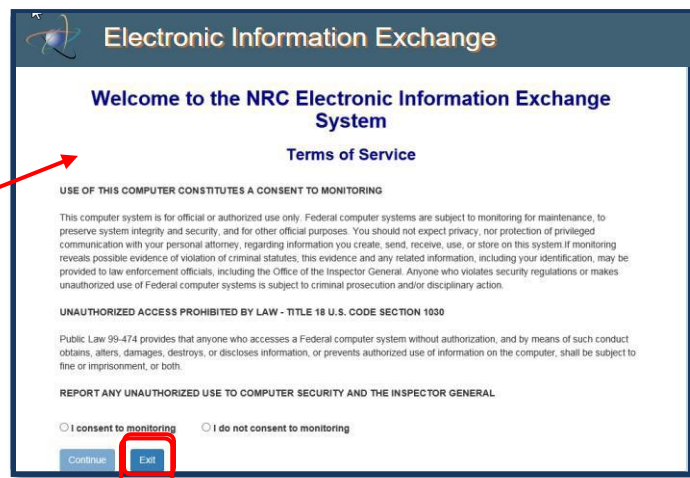 Electronic Information Exchange
Welcome to the NRC Electronic Information Exchange
System
Terms of Service
USE OF THIS COMPUTER CONSTITUTES A CONSENT TO MONITORING
This computer system is for official or authorized use only. Federal computer systems are subject to monitoring for maintenance, to
preserve system integrity and security, and for other official purposes. You should not expect privacy, nor protection of privileged
communication with your personal attorney, regarding information you create, send, receive, use, or store on this system.If monitoring
reveals possible evidence of violation of criminal statutes, this evidence and any related information, including your identification, may be
provided to law enforcement officials, including the Office of the Inspector General. Anyone who violates security regulations or makes
unauthorized use of Federal computer systems is subject to criminal prosecution and/or disciplinary action.
UNAUTHORIZED ACCESS PROHIBITED BY LAW - TITLE 18 U.S. CODE SECTION 1030
Public Law 99-474 provides that anyone who accesses a Federal computer system without authorization, and by means of such conduct
obtains, alters, damages, destroys, or discloses information, or prevents authorized use of information on the computer, shall be subject to
fine or imprisonment, or both.
REPORT ANY UNAUTHORIZED USE TO COMPUTER SECURITY AND THE INSPECTOR GENERAL
I consent to monitoring I do not consent to monitoring
Continue Exit